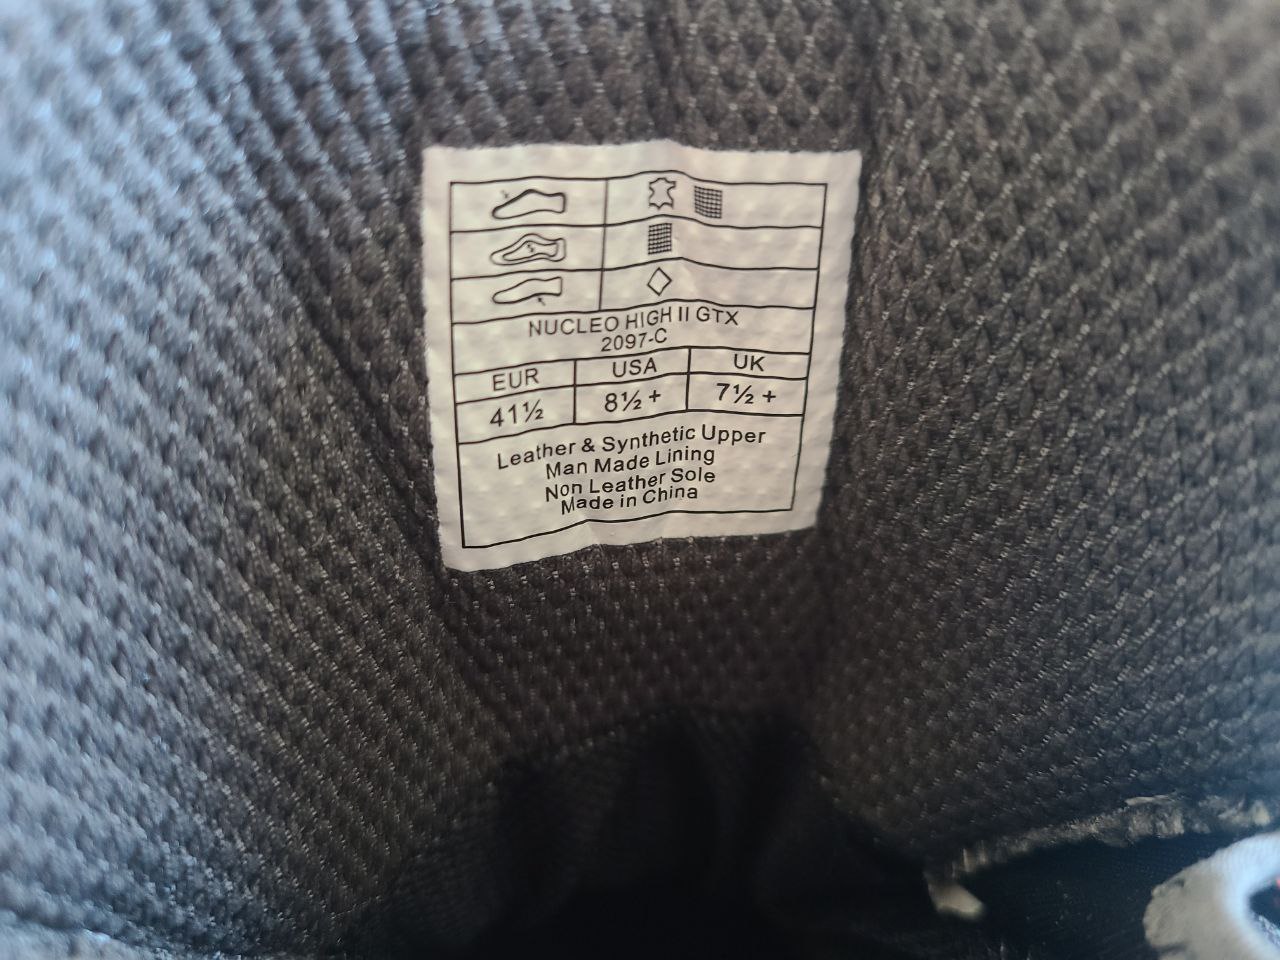 NUCLEO HIGH II GTX
2097-C
EUR USA UK
41½ 8½+ 7½+
Leather & Synthetic Upper
Man Made Lining
Non Leather Sole
Made in China